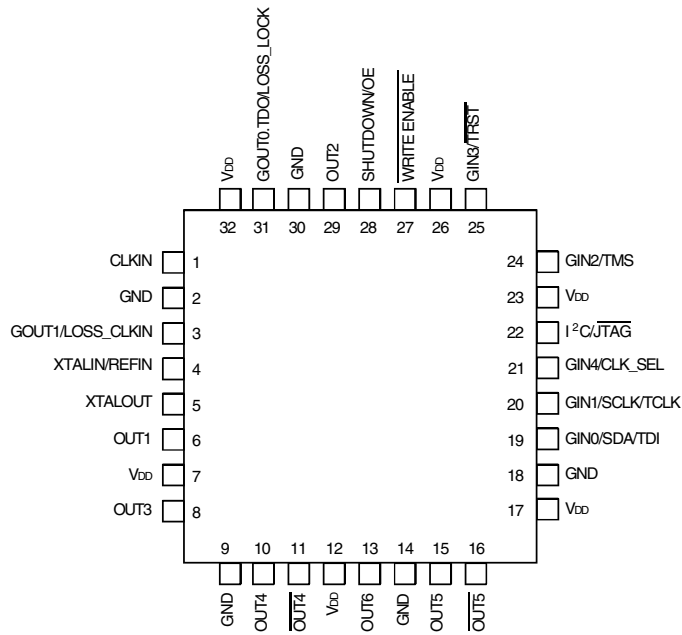 VDD
GOUT0.TDO/LOSS_LOCK
GND
OUT2
SHUTDOWN/OE
WRITE ENABLE
VDD
GIN3/TRST
32 31 30 29 28 27 26 25
CLKIN 1
GND 2
GOUT1/LOSS_CLKIN 3
XTALIN/REFIN 4
XTALOUT 5
OUT1 6
VDD 7
OUT3 8
24 GIN2/TMS
23 VDD
22 I²C/JTAG
21 GIN4/CLK_SEL
20 GIN1/SCLK/TCLK
19 GIN0/SDA/TDI
18 GND
17 VDD
9 10 11 12 13 14 15 16
GND
OUT4
OUT4
VDD
OUT6
GND
OUT5
OUT5